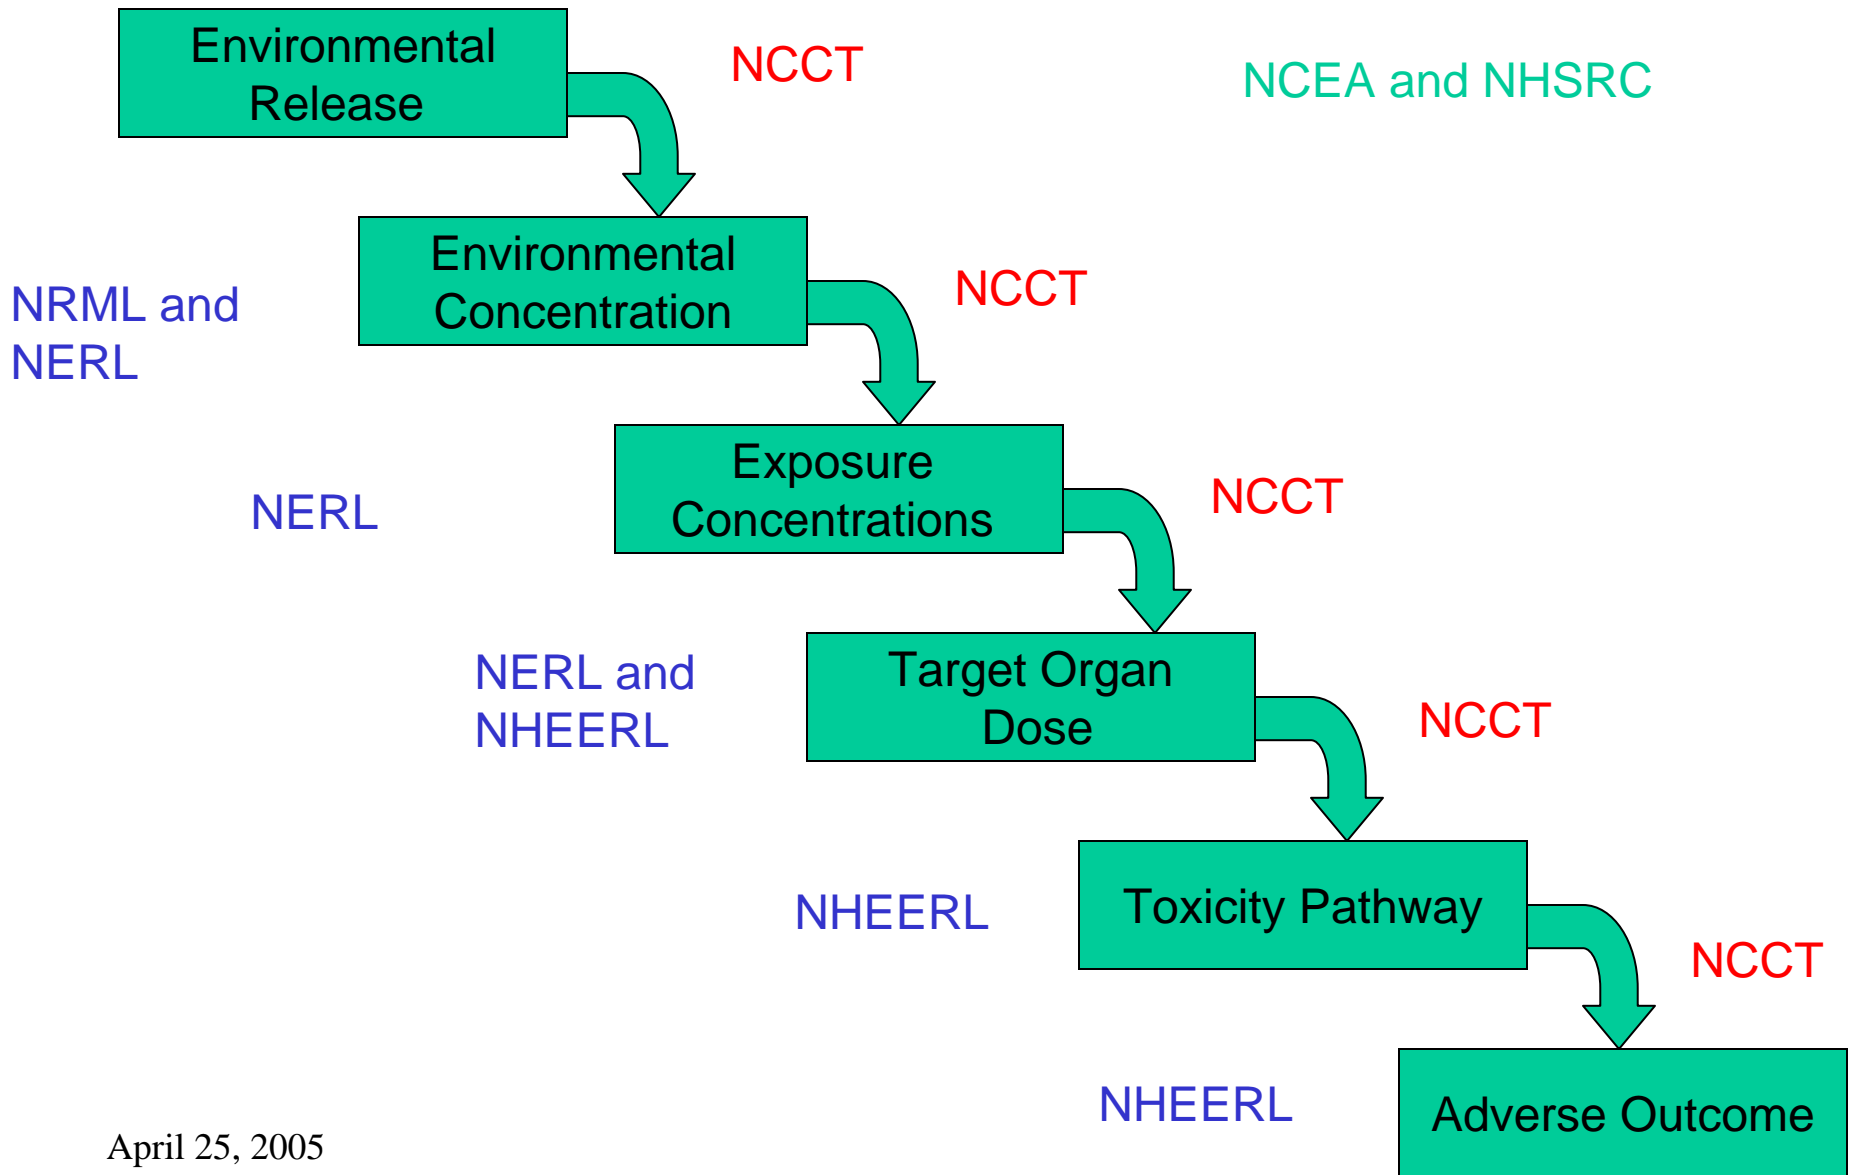 Environmental
Release
NCCT
NCEA and NHSRC
Environmental
Concentration
NCCT
NRML and
NERL
Exposure
Concentrations
NCCT
NERL
Target Organ
Dose
NCCT
NERL and
NHEERL
Toxicity Pathway
NCCT
NHEERL
Adverse Outcome
NHEERL
April 25, 2005